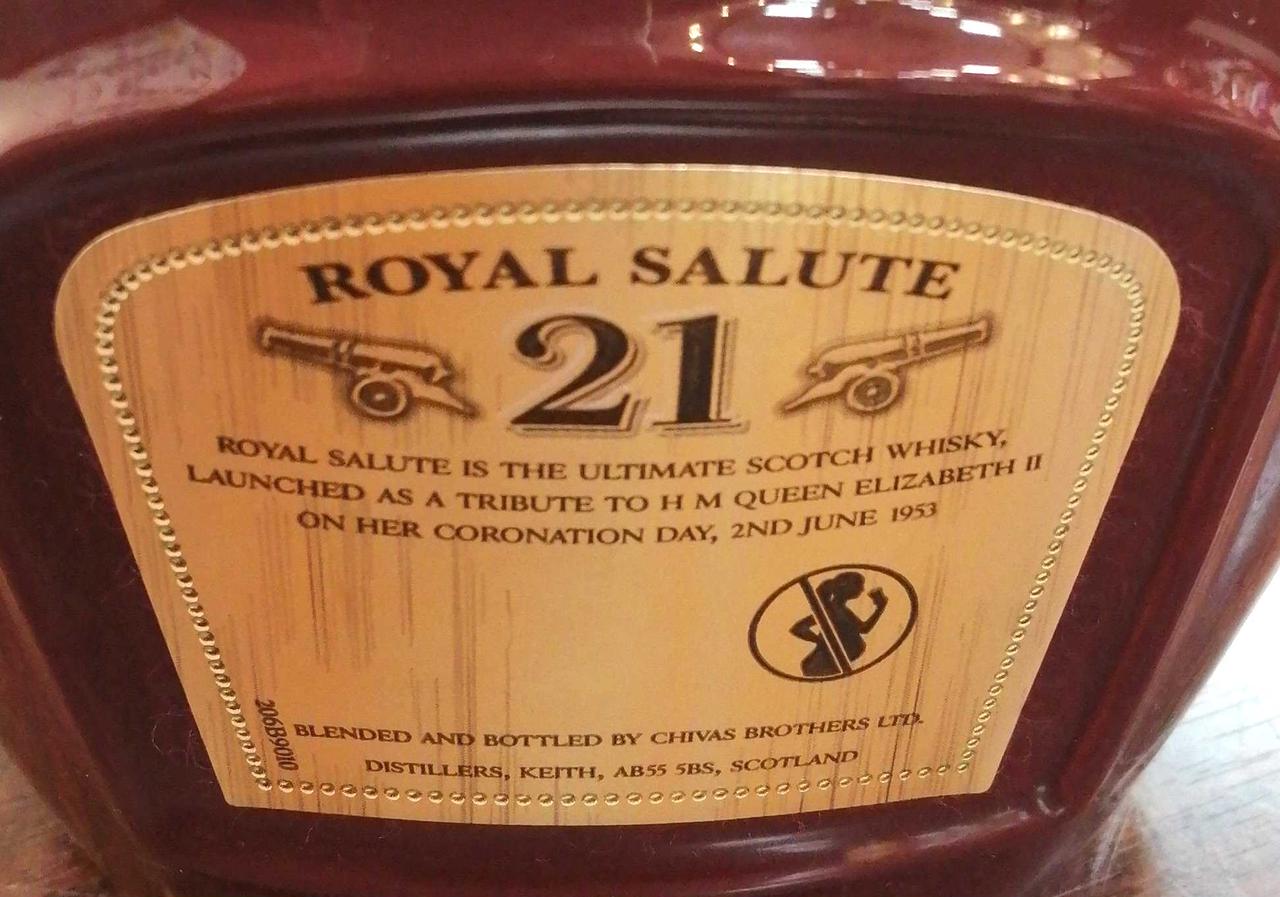 ROYAL SALUTE
21
ROYAL SALUTE IS THE ULTIMATE SCOTCH WHISKY,
LAUNCHED AS A TRIBUTE TO H M QUEEN ELIZABETH II
ON HER CORONATION DAY, 2ND JUNE 1953
BLENDED AND BOTTLED BY CHIVAS BROTHERS LTD.
DISTILLERS, KEITH, AB55 5BS, SCOTLAND
206B9010